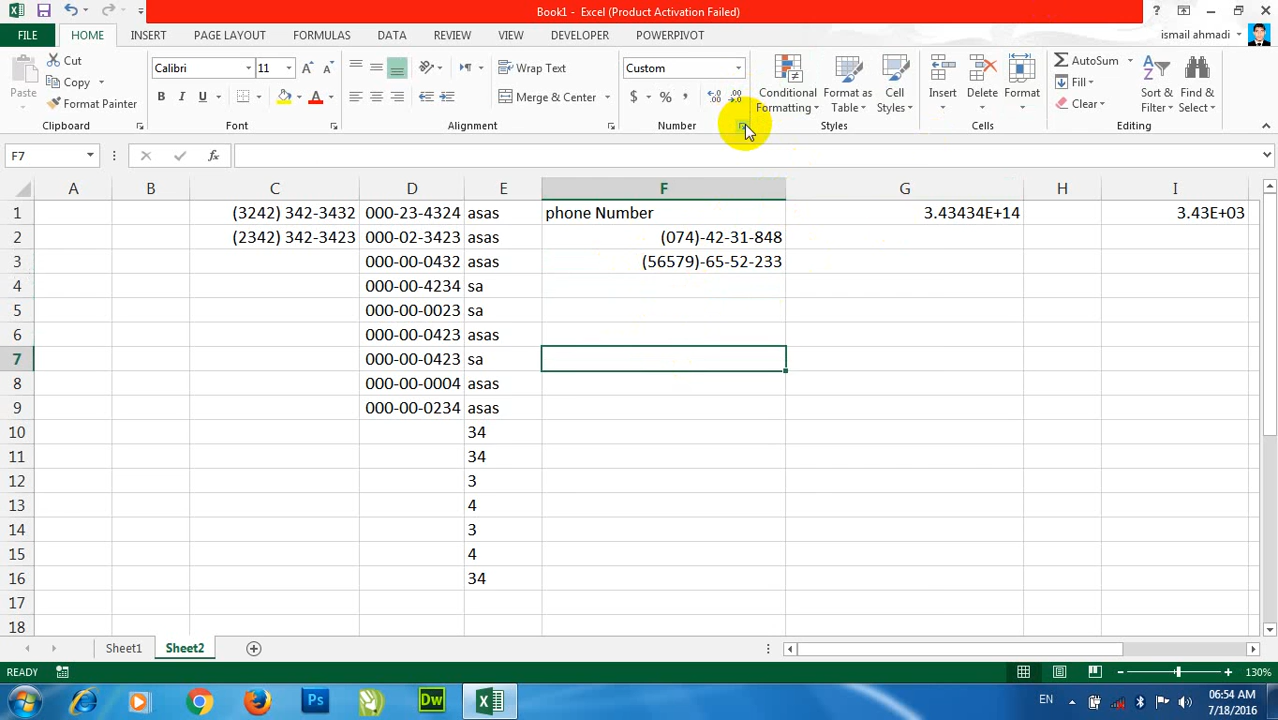 Book1 - Excel (Product Activation Failed)
FILE HOME INSERT PAGE LAYOUT FORMULAS DATA REVIEW VIEW DEVELOPER POWERPIVOT ismail ahmadi
Paste Cut Copy Format Painter
Calibri 11
B I U A
Wrap Text
Merge & Center
Custom
$ % ,
Conditional Formatting Format as Table Cell Styles
Insert Delete Format
AutoSum Fill Clear
Sort & Filter Find & Select
Clipboard Font Alignment Number Styles Cells Editing
F7 fx
A B C D E F G H I
1 (3242) 342-3432 000-23-4324 asas phone Number 3.43434E+14 3.43E+03
2 (2342) 342-3423 000-02-3423 asas (074)-42-31-848
3 000-00-0432 asas (56579)-65-52-233
4 000-00-4234 sa
5 000-00-0023 sa
6 000-00-0023 asas
7 000-00-0423 sa
8 000-00-0004 asas
9 000-00-0234 asas
10 34
11 34
12 3
13 4
14 3
15 4
16 34
17
18
Sheet1 Sheet2
READY 130%
Ps Dw EN 06:54 AM
7/18/2016